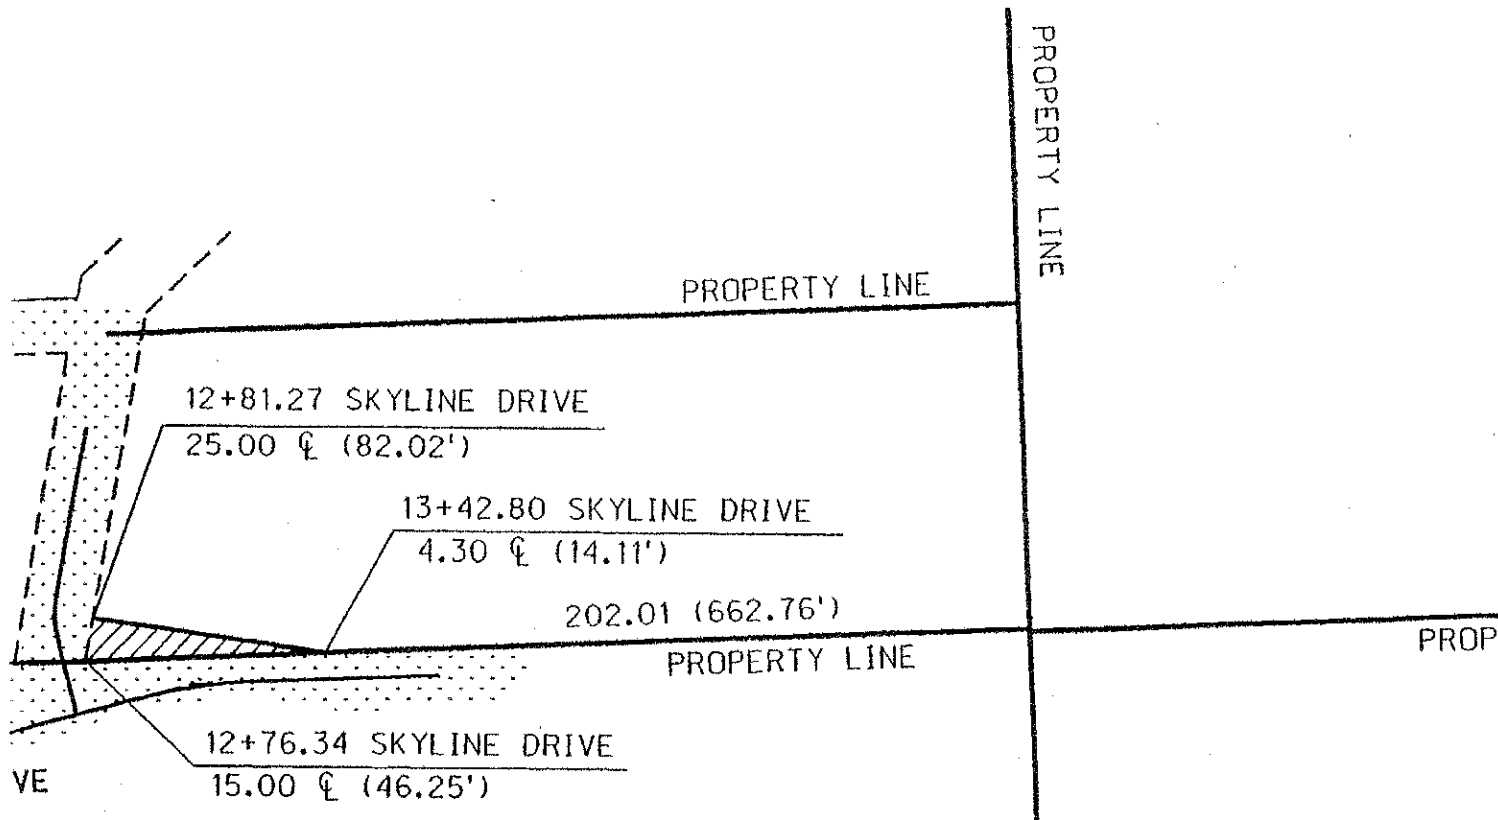 PROPERTY LINE
PROPERTY LINE
12+81.27 SKYLINE DRIVE
25.00 ℄ (82.02')
13+42.80 SKYLINE DRIVE
4.30 ℄ (14.11')
202.01 (662.76')
PROPERTY LINE
PROP
12+76.34 SKYLINE DRIVE
15.00 ℄ (46.25')
VE